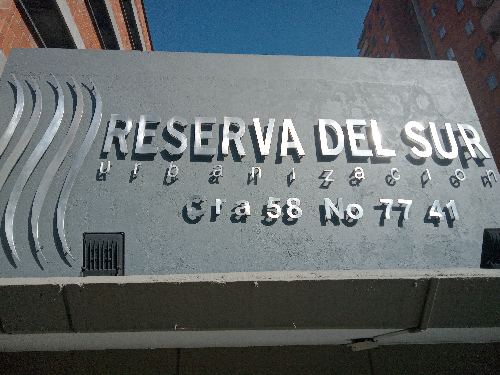 RESERVA DEL SUR
urbanización
Cra 58 No 77 41